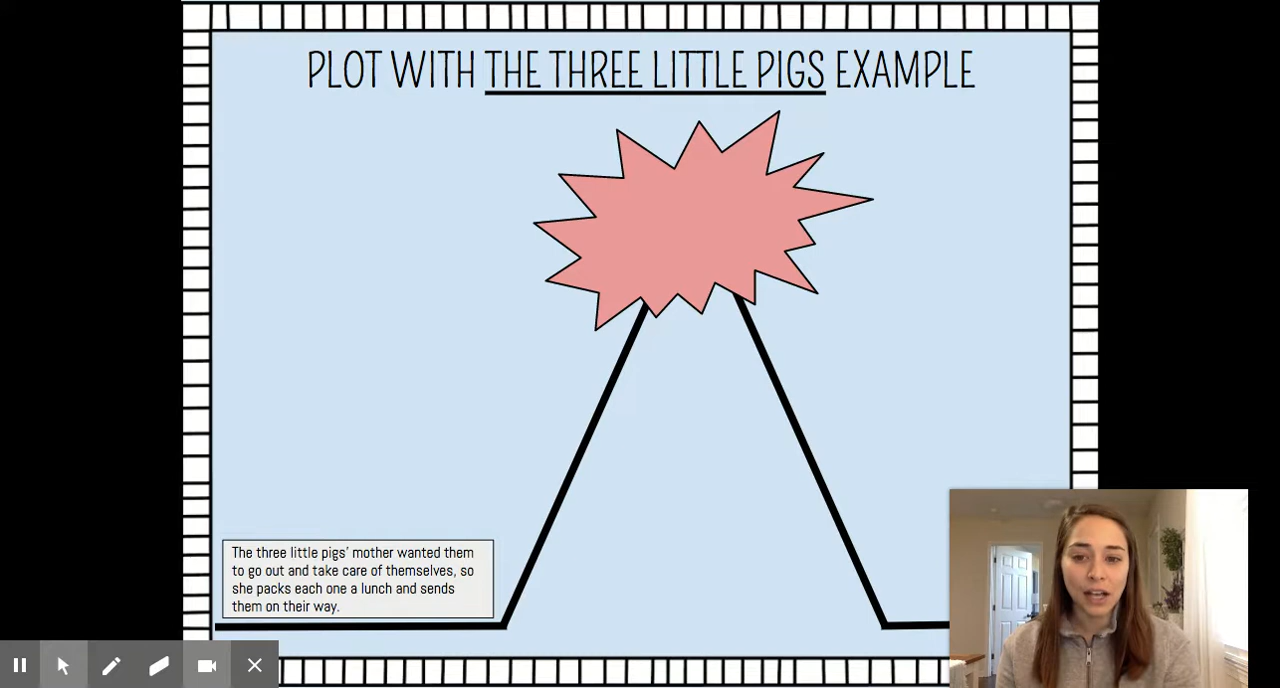 PLOT WITH THE THREE LITTLE PIGS EXAMPLE
The three little pigs' mother wanted them
to go out and take care of themselves, so
she packs each one a lunch and sends
them on their way.